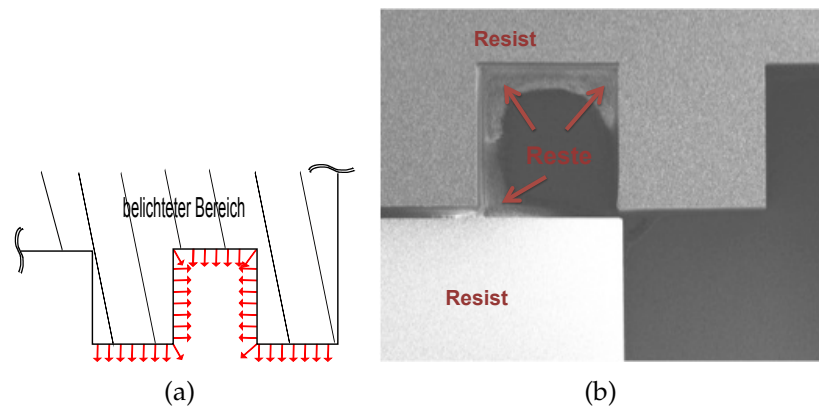 belichteter Bereich
Resist
Reste
Resist
(a)
(b)